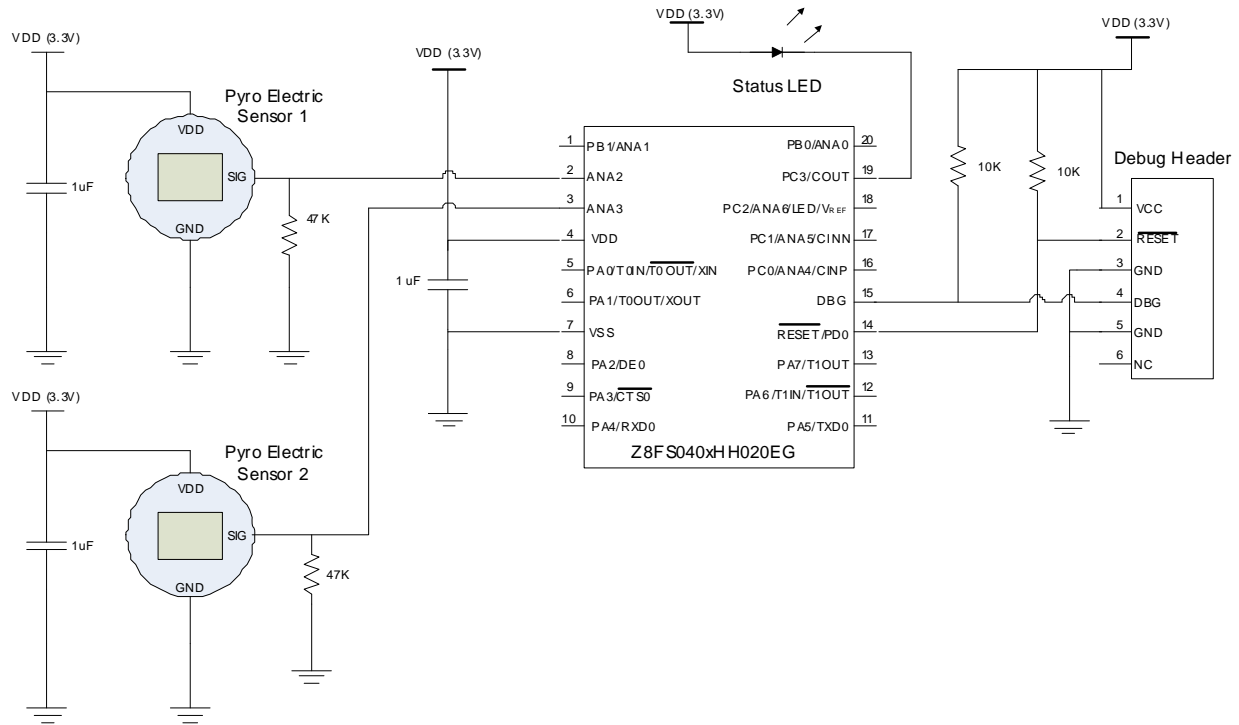 VDD (3.3V)
Pyro Electric
Sensor 1
VDD
SIG
GND
1uF
47K
VDD (3.3V)
Pyro Electric
Sensor 2
VDD
SIG
GND
1uF
47K
VDD (3.3V)
1 uF
VDD (3.3V)
Status LED
1 PB1/ANA1
2 ANA2
3 ANA3
4 VDD
5 PA0/T0IN/T0OUT/XIN
6 PA1/T0OUT/XOUT
7 VSS
8 PA2/DE0
9 PA3/CTS0
10 PA4/RXD0
PB0/ANA0 20
PC3/COUT 19
PC2/ANA6/LED/VREF 18
PC1/ANA5/CINN 17
PC0/ANA4/CINP 16
DBG 15
RESET/PD0 14
PA7/T1OUT 13
PA6/T1IN/T1OUT 12
PA5/TXD0 11
Z8FS040xHH020EG
VDD (3.3V)
10K
10K
Debug Header
1 VCC
2 RESET
3 GND
4 DBG
5 GND
6 NC